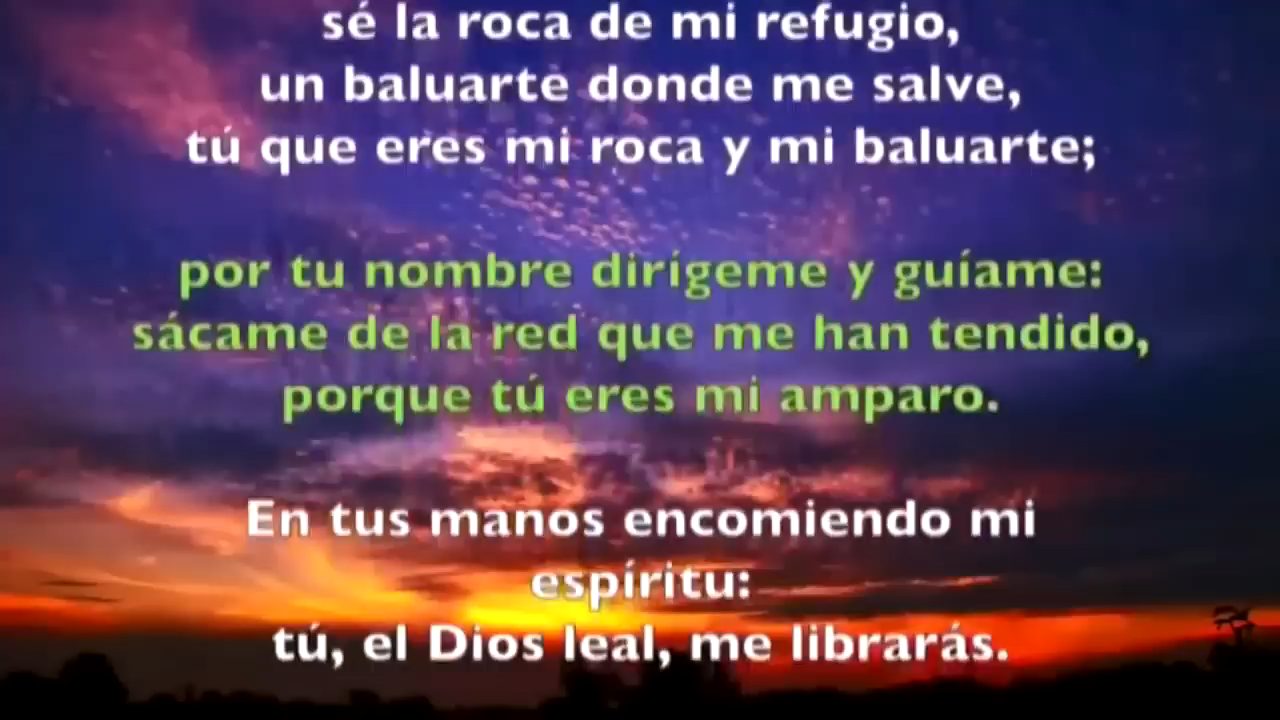 sé la roca de mi refugio,
un baluarte donde me salve,
tú que eres mi roca y mi baluarte;
por tu nombre dirígeme y guíame:
sácame de la red que me han tendido,
porque tú eres mi amparo.
En tus manos encomiendo mi
espíritu:
tú, el Dios leal, me librarás.